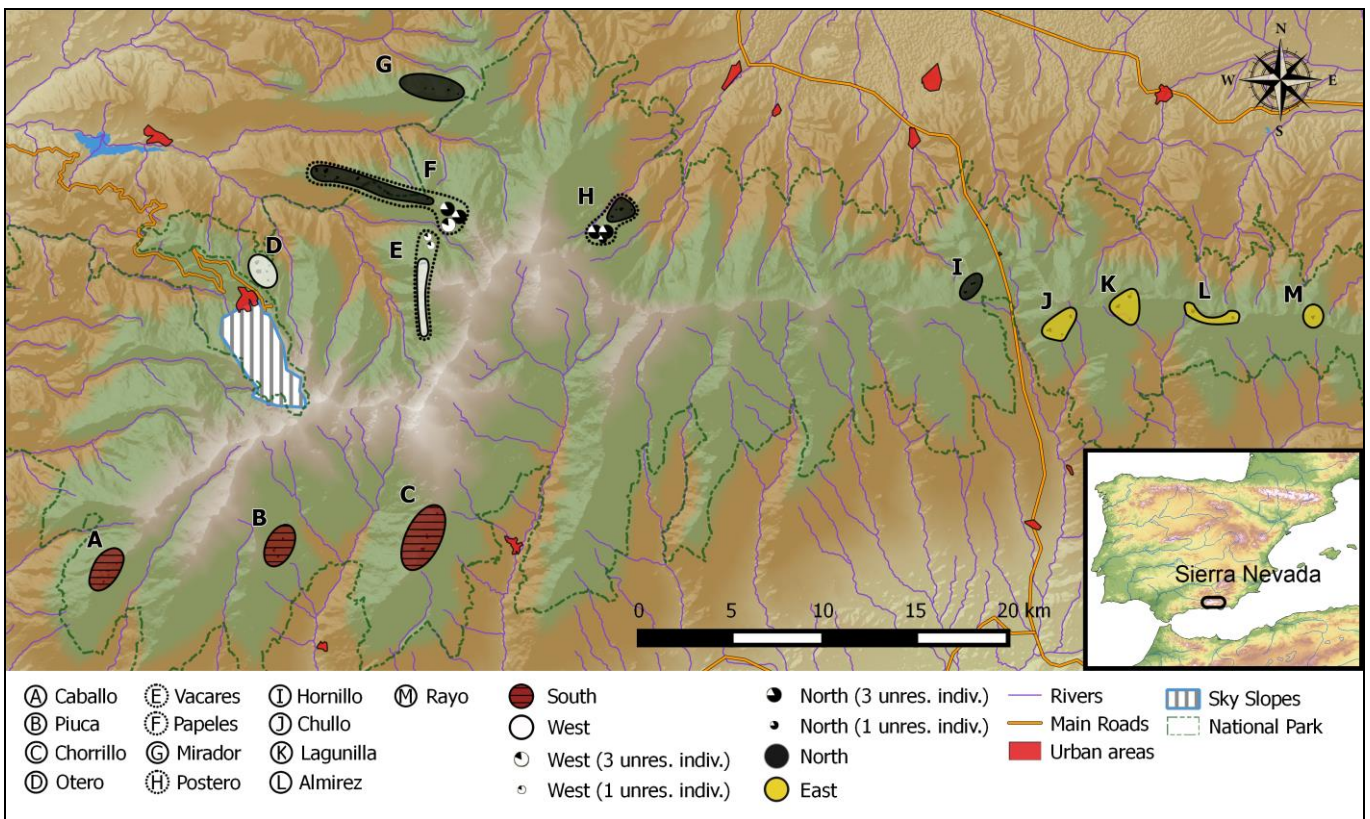 G
N
W
E
S
F
H
E
D
I
J
K
L
M
C
B
A
0 5 10 15 20 km
Sierra Nevada
A Caballo
B Piuca
C Chorrillo
D Otero
E Vacares
F Papeles
G Mirador
H Postero
I Hornillo
J Chullo
K Lagunilla
L Almirez
M Rayo
South
West
West (3 unres. indiv.)
West (1 unres. indiv.)
North (3 unres. indiv.)
North (1 unres. indiv.)
North
East
Rivers
Main Roads
Urban areas
Sky Slopes
National Park